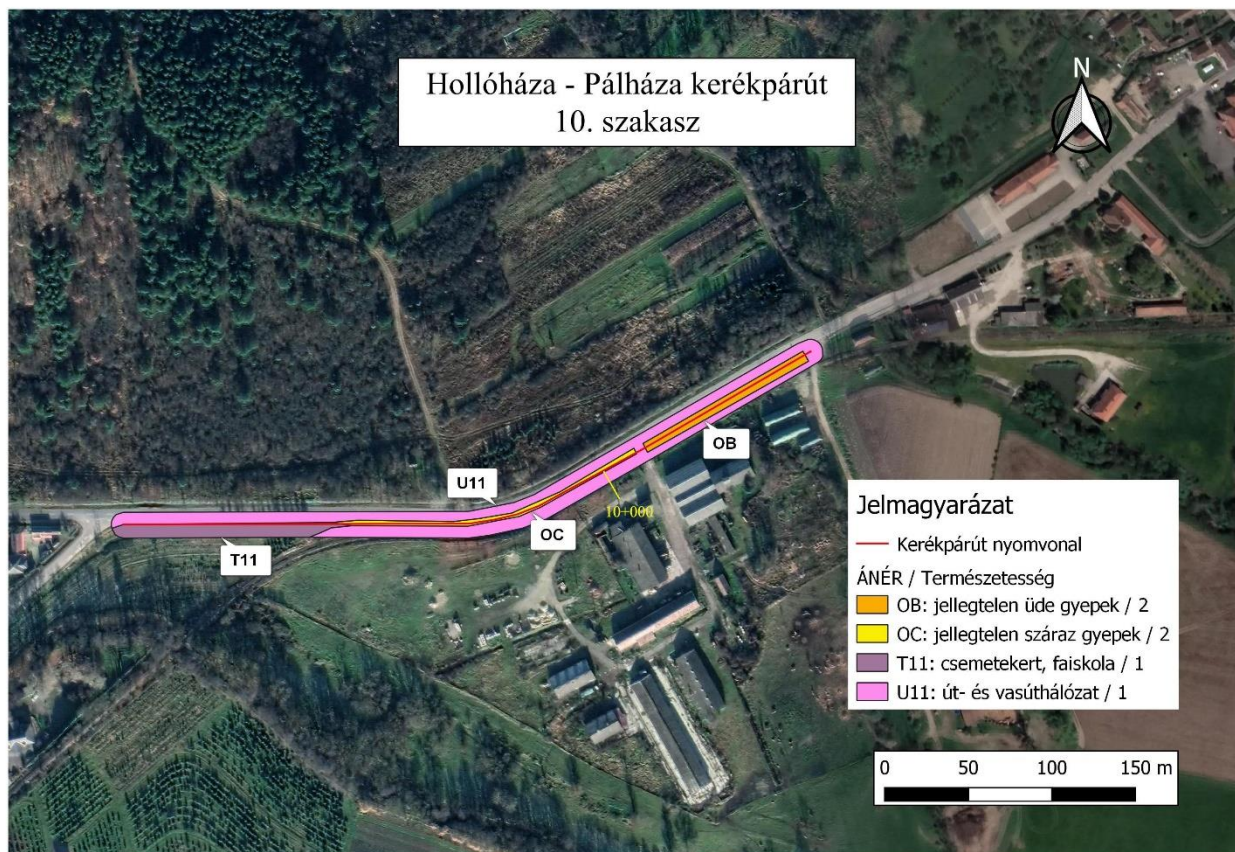 Hollóháza - Pálháza kerékpárút
10. szakasz
N
OB
U11
10+000
OC
T11
Jelmagyarázat
Kerékpárút nyomvonal
ÁNÉR / Természetesség
OB: jellegtelen üde gyepek / 2
OC: jellegtelen száraz gyepek / 2
T11: csemetekert, faiskola / 1
U11: út- és vasúthálózat / 1
0 50 100 150 m